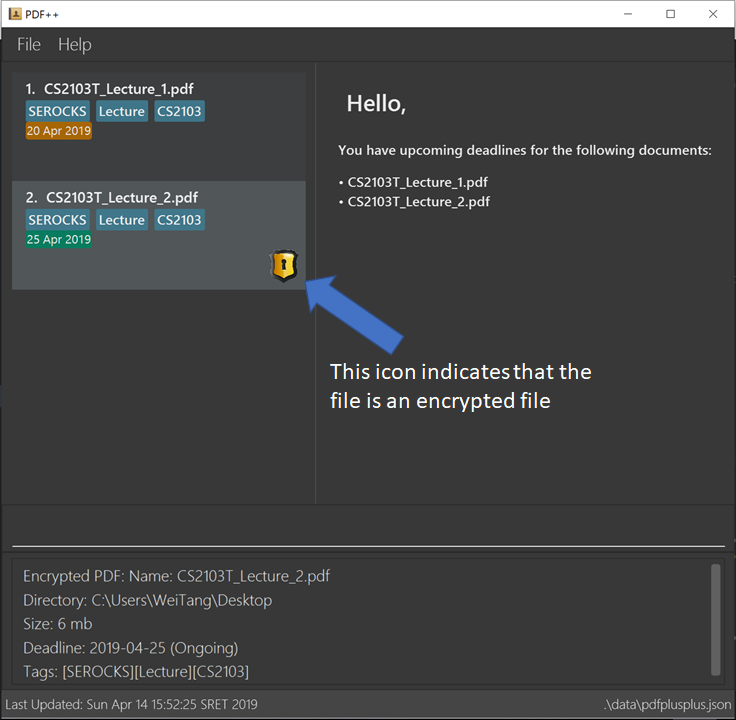 PDF++
File Help
1. CS2103T_Lecture_1.pdf
SEROCKS Lecture CS2103
20 Apr 2019
2. CS2103T_Lecture_2.pdf
SEROCKS Lecture CS2103
25 Apr 2019
Hello,
You have upcoming deadlines for the following documents:
• CS2103T_Lecture_1.pdf
• CS2103T_Lecture_2.pdf
This icon indicates that the
file is an encrypted file
Encrypted PDF: Name: CS2103T_Lecture_2.pdf
Directory: C:\Users\WeiTang\Desktop
Size: 6 mb
Deadline: 2019-04-25 (Ongoing)
Tags: [SEROCKS][Lecture][CS2103]
Last Updated: Sun Apr 14 15:52:25 SRET 2019
.\data\pdfplusplus.json